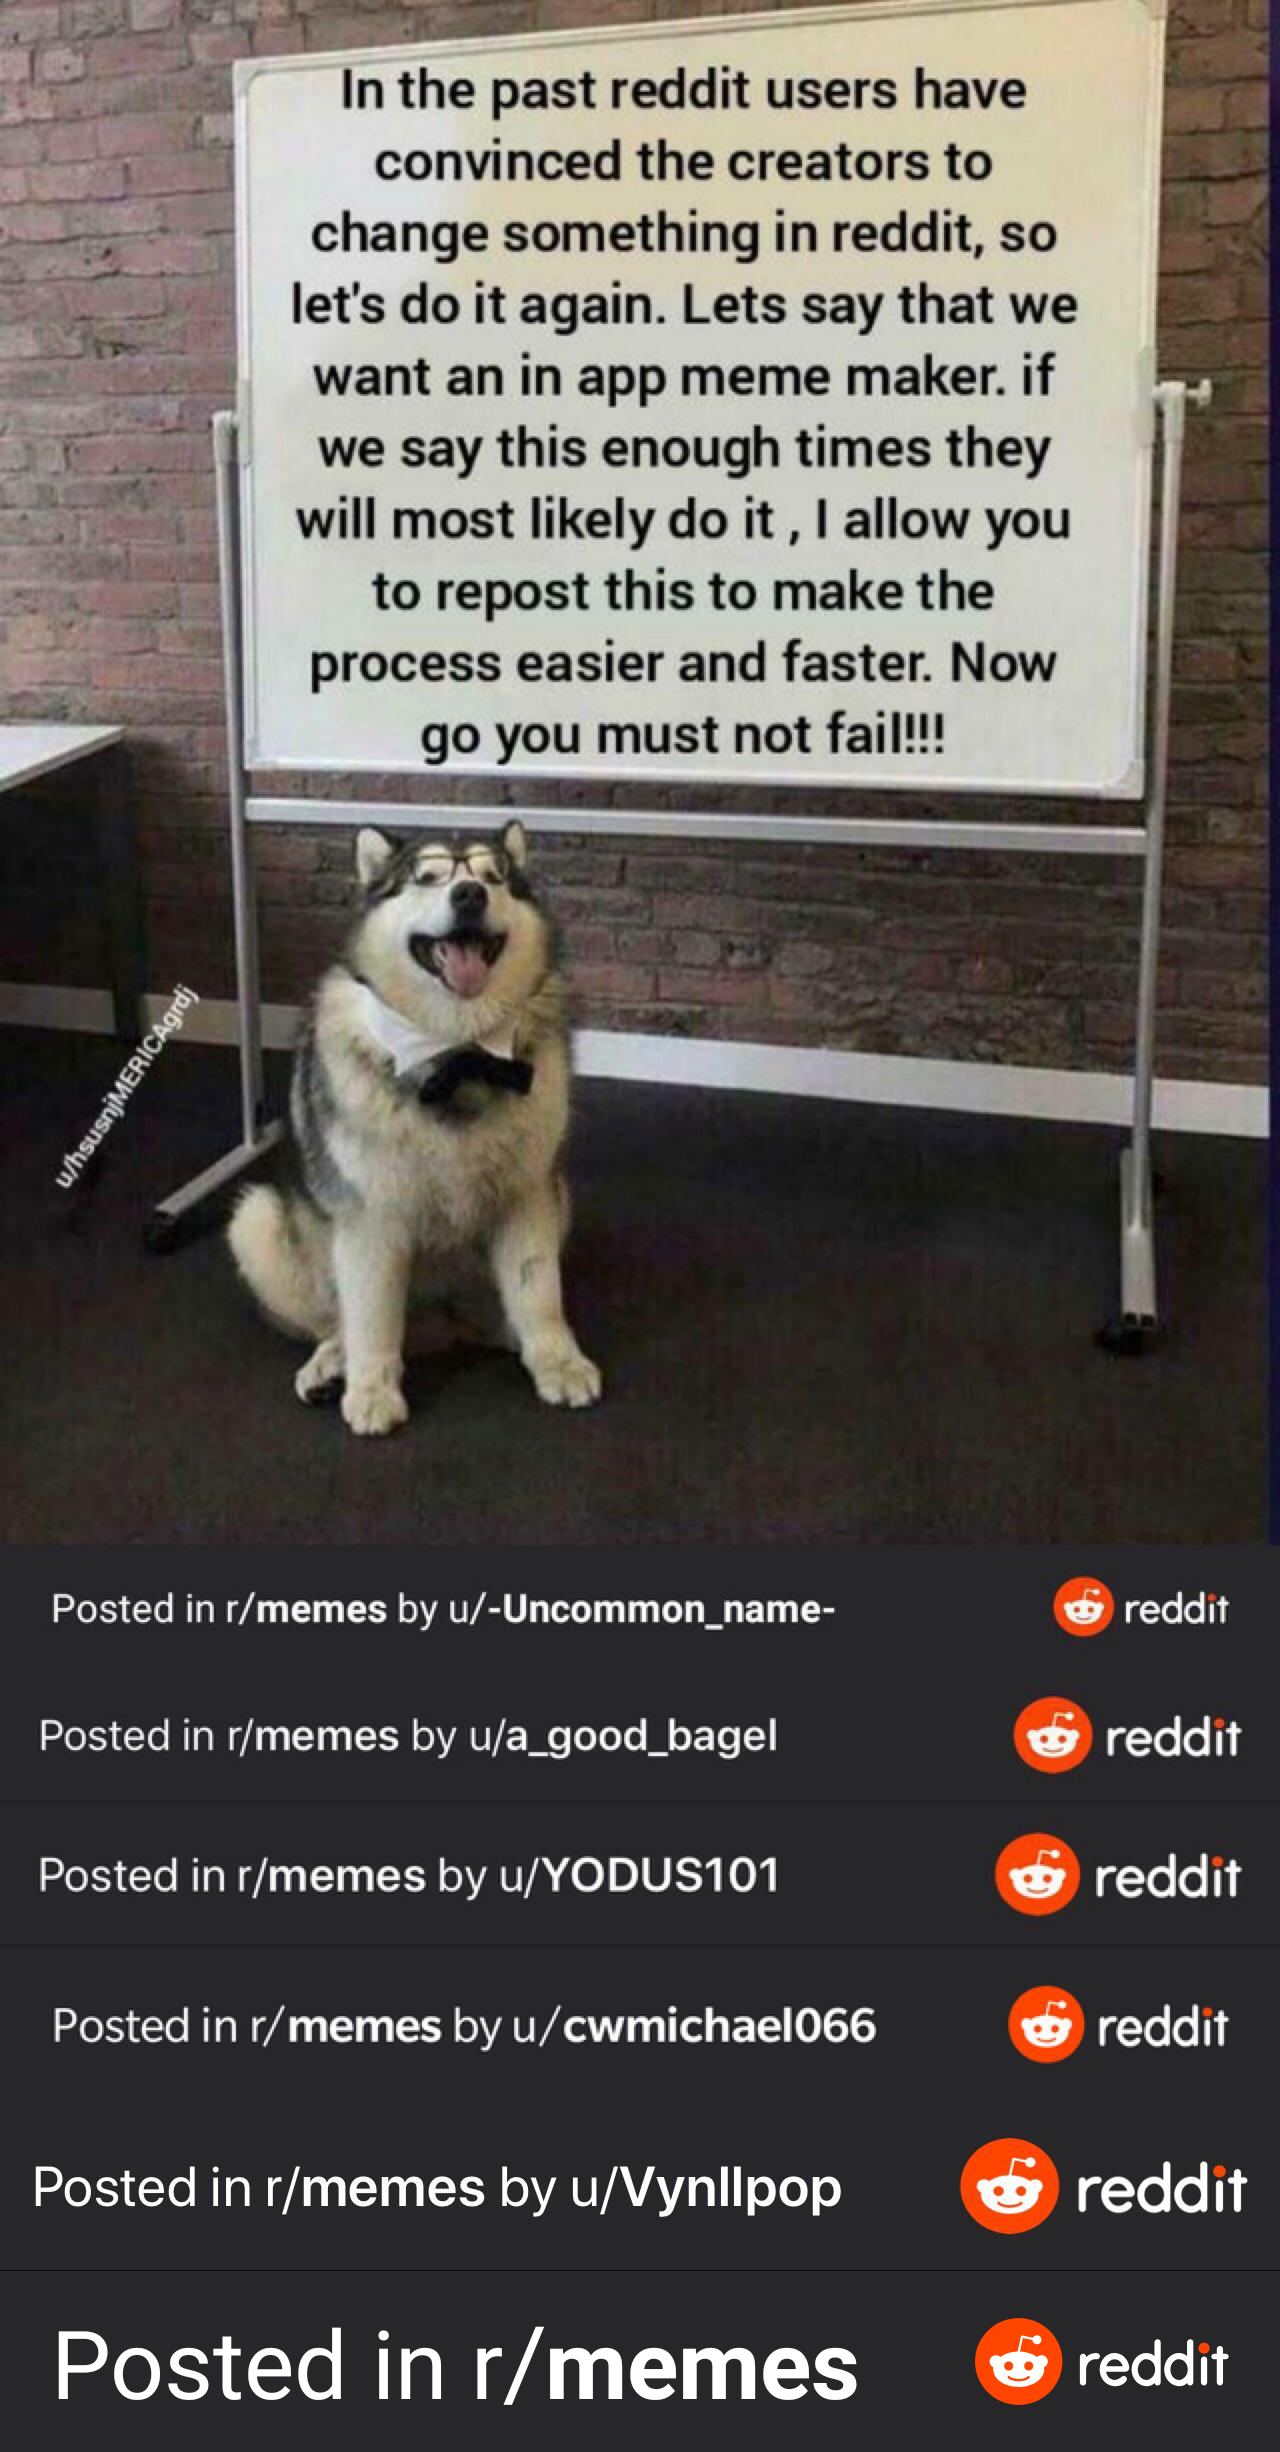 In the past reddit users have
convinced the creators to
change something in reddit, so
let's do it again. Lets say that we
want an in app meme maker. if
we say this enough times they
will most likely do it , I allow you
to repost this to make the
process easier and faster. Now
go you must not fail!!!
u/hsusnjMERICAgrdj
Posted in r/memes by u/-Uncommon_name- reddit
Posted in r/memes by u/a_good_bagel reddit
Posted in r/memes by u/YODUS101 reddit
Posted in r/memes by u/cwmichael066 reddit
Posted in r/memes by u/Vynllpop reddit
Posted in r/memes reddit